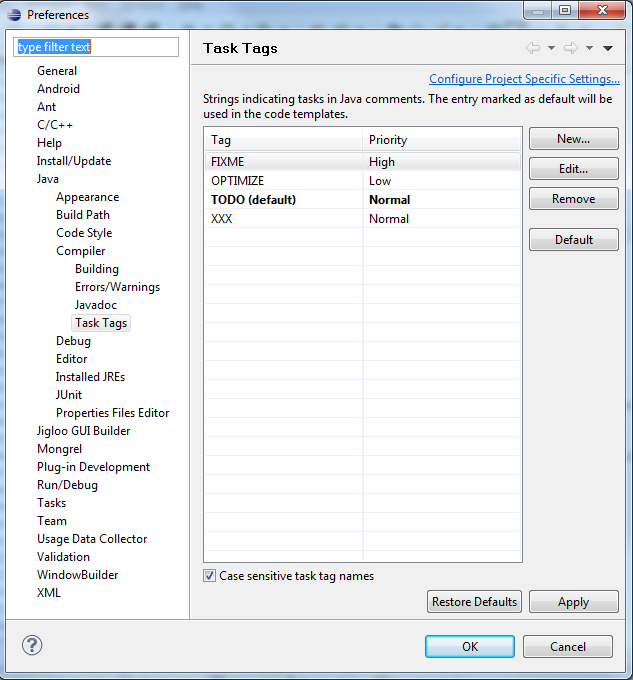 Preferences
type filter text
General
Android
Ant
C/C++
Help
Install/Update
Java
Appearance
Build Path
Code Style
Compiler
Building
Errors/Warnings
Javadoc
Task Tags
Debug
Editor
Installed JREs
JUnit
Properties Files Editor
Jigloo GUI Builder
Mongrel
Plug-in Development
Run/Debug
Tasks
Team
Usage Data Collector
Validation
WindowBuilder
XML
Task Tags
Configure Project Specific Settings...
Strings indicating tasks in Java comments. The entry marked as default will be
used in the code templates.
Tag Priority
FIXME High
OPTIMIZE Low
TODO (default) Normal
XXX Normal
New...
Edit...
Remove
Default
Case sensitive task tag names
Restore Defaults Apply
? OK Cancel